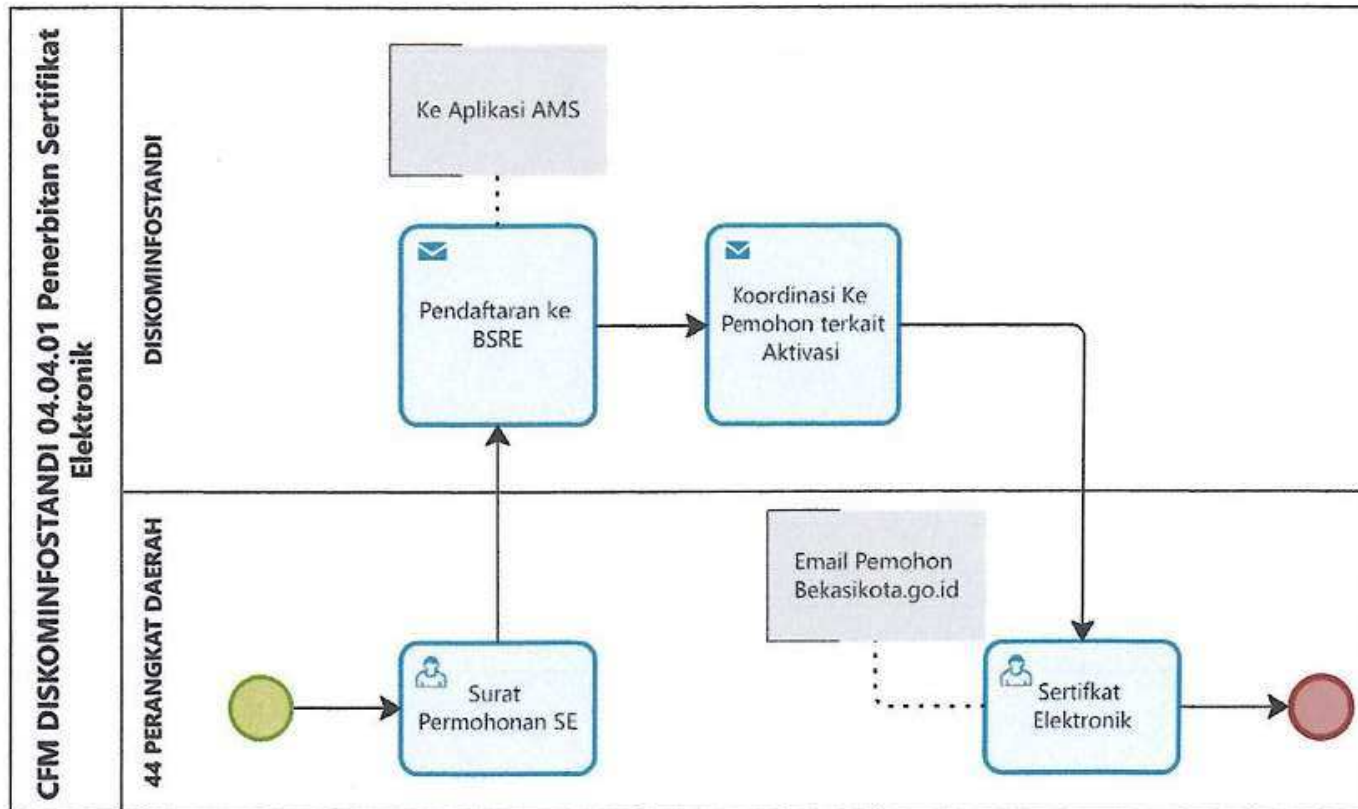 CFM DISKOMINFOSTANDI 04.04.01 Penerbitan Sertifikat
Elektronik
DISKOMINFOSTANDI
Ke Aplikasi AMS
Pendaftaran ke
BSRE
Koordinasi Ke
Pemohon terkait
Aktivasi
44 PERANGKAT DAERAH
Surat
Permohonan SE
Email Pemohon
Bekasikota.go.id
Sertifkat
Elektronik